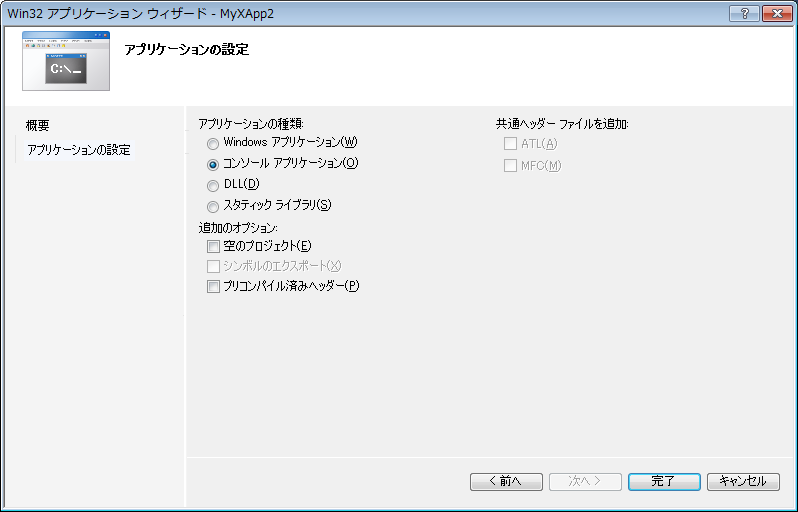 Win32 アプリケーション ウィザード - MyXApp2
アプリケーションの設定
C:\_
概要
アプリケーションの設定
アプリケーションの種類:
Windows アプリケーション(W)
コンソール アプリケーション(O)
DLL(D)
スタティック ライブラリ(S)
追加のオプション:
空のプロジェクト(E)
シンボルのエクスポート(X)
プリコンパイル済みヘッダー(P)
共通ヘッダー ファイルを追加:
ATL(A)
MFC(M)
< 前へ
次へ >
完了
キャンセル